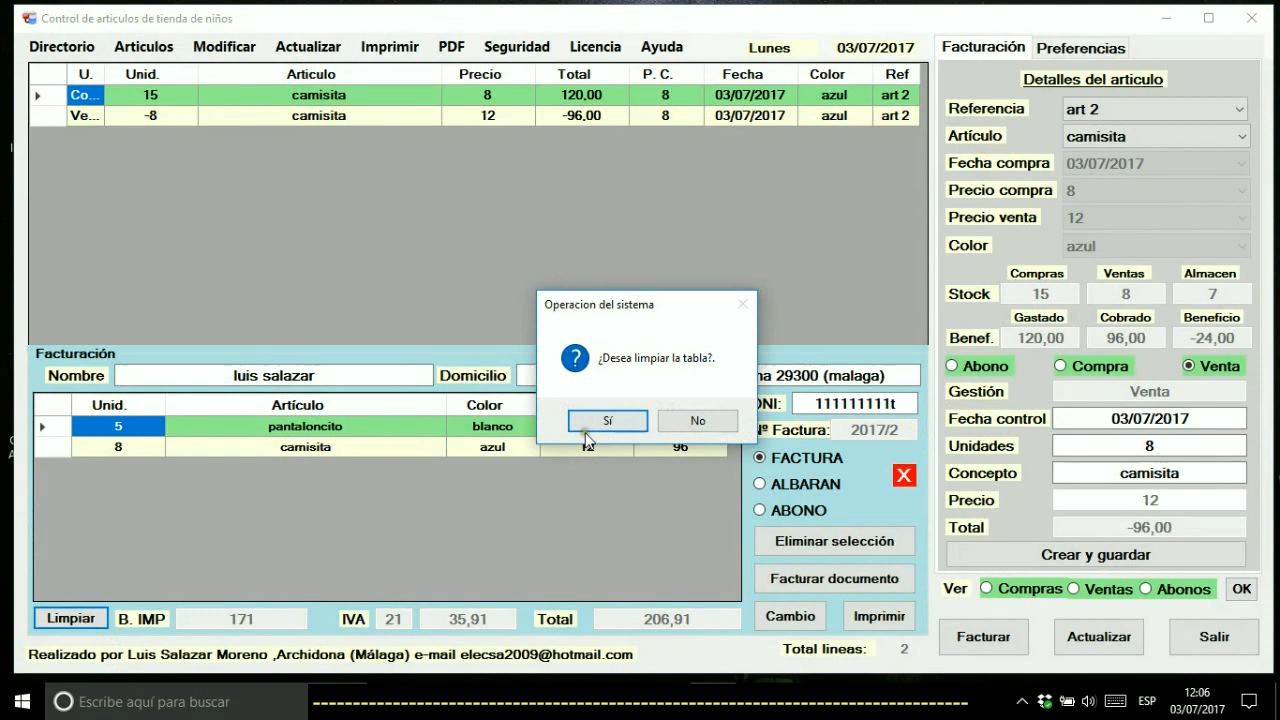 Control de articulos de tienda de niños
Directorio Articulos Modificar Actualizar Imprimir PDF Seguridad Licencia Ayuda Lunes 03/07/2017
U. Unid. Articulo Precio Total P. C. Fecha Color Ref
Co... 15 camisita 8 120,00 8 03/07/2017 azul art 2
Ve... -8 camisita 12 -96,00 8 03/07/2017 azul art 2
Facturación
Nombre luis salazar Domicilio na 29300 (malaga)
Unid. Artículo Color DNI: 111111111t
5 pantaloncito blanco Nº Factura: 2017/2
8 camisita azul 12 96
FACTURA
ALBARAN
ABONO
X
Eliminar selección
Facturar documento
Cambio Imprimir
Limpiar B. IMP 171 IVA 21 35,91 Total 206,91
Realizado por Luis Salazar Moreno ,Archidona (Málaga) e-mail elecsa2009@hotmail.com
Total lineas: 2
Operacion del sistema
¿Desea limpiar la tabla?.
Sí No
Facturación Preferencias
Detalles del articulo
Referencia art 2
Artículo camisita
Fecha compra 03/07/2017
Precio compra 8
Precio venta 12
Color azul
Compras Ventas Almacen
Stock 15 8 7
Gastado Cobrado Beneficio
Benef. 120,00 96,00 -24,00
Abono Compra Venta
Gestión Venta
Fecha control 03/07/2017
Unidades 8
Concepto camisita
Precio 12
Total -96,00
Crear y guardar
Ver Compras Ventas Abonos OK
Facturar Actualizar Salir
Escribe aquí para buscar
ESP
12:06
03/07/2017